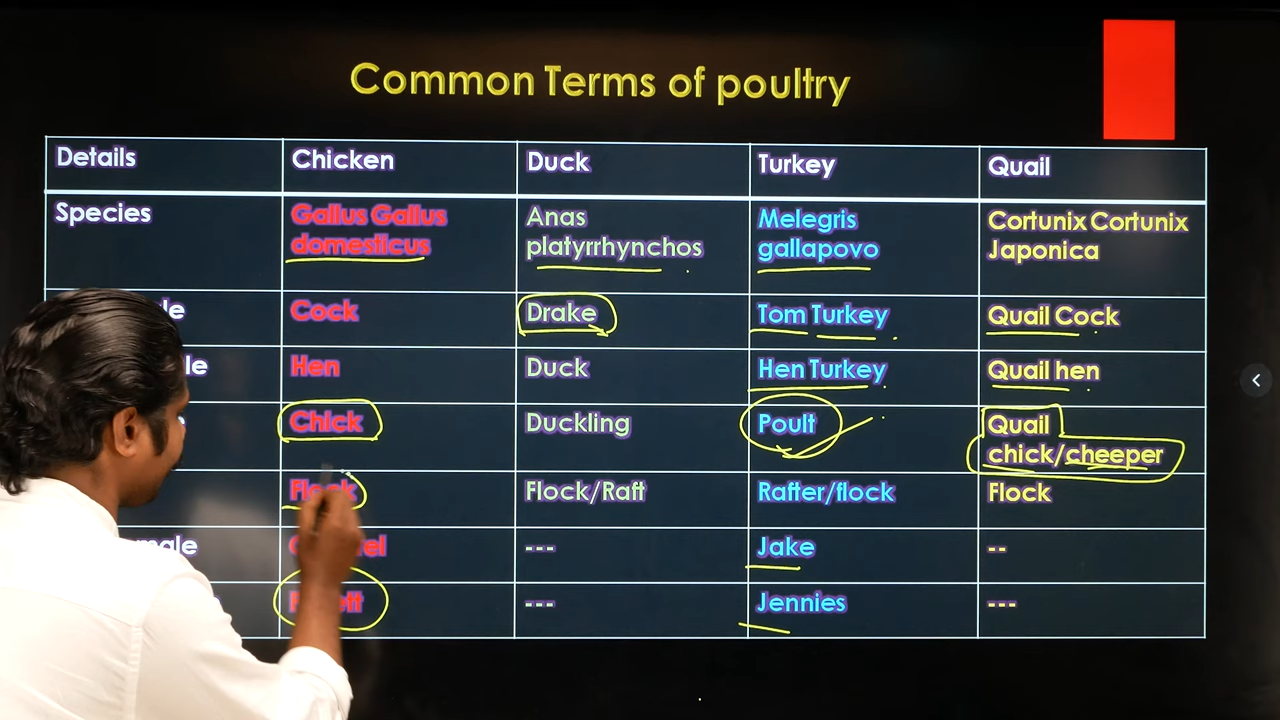 Common Terms of poultry
Details Chicken Duck Turkey Quail
Species Gallus Gallus Anas Melegris Cortunix Cortunix
domesticus platyrrhynchos gallapovo Japonica
Cock Drake Tom Turkey Quail Cock
Hen Duck Hen Turkey Quail hen
Chick Duckling Poult Quail
chick/cheeper
Flock Flock/Raft Rafter/flock Flock
--- Jake --
--- Jennies ---